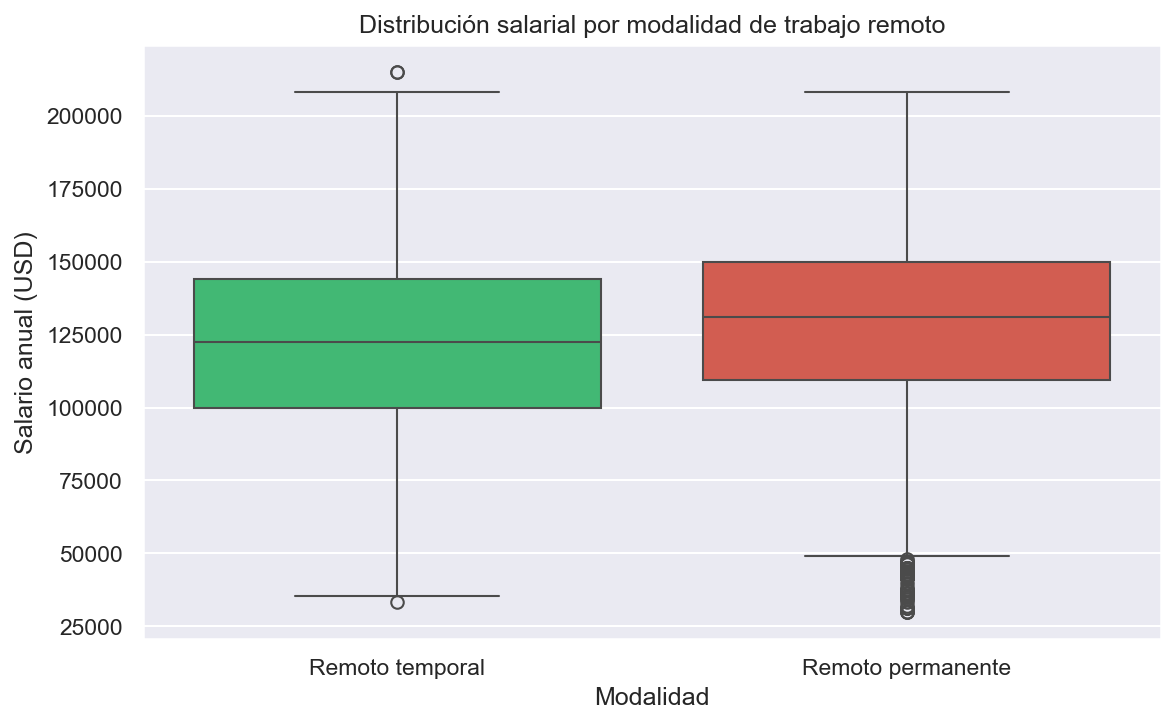 Distribución salarial por modalidad de trabajo remoto
Salario anual (USD)
200000
175000
150000
125000
100000
75000
50000
25000
Remoto temporal
Remoto permanente
Modalidad